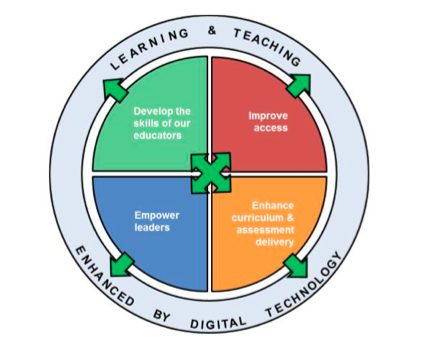 LEARNING & TEACHING
Develop the
skills of our
educators
Improve
access
Empower
leaders
Enhance
curriculum &
assessment
delivery
ENHANCED BY DIGITAL TECHNOLOGY